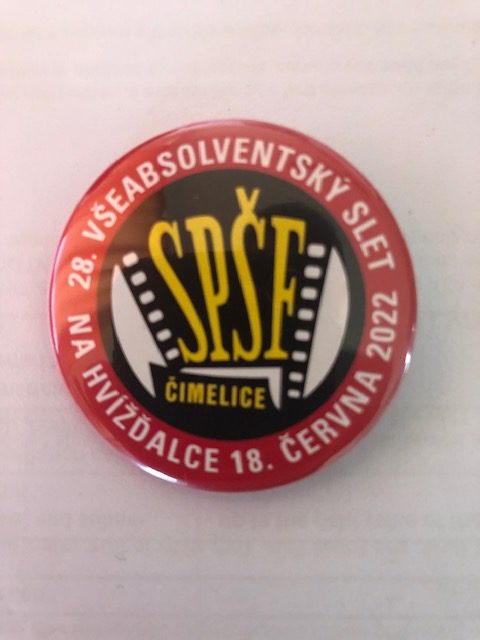 28. VŠEABSOLVENTSKÝ SLET
SPŠF
ČIMELICE
NA HVÍŽĎALCE 18. ČERVNA 2022